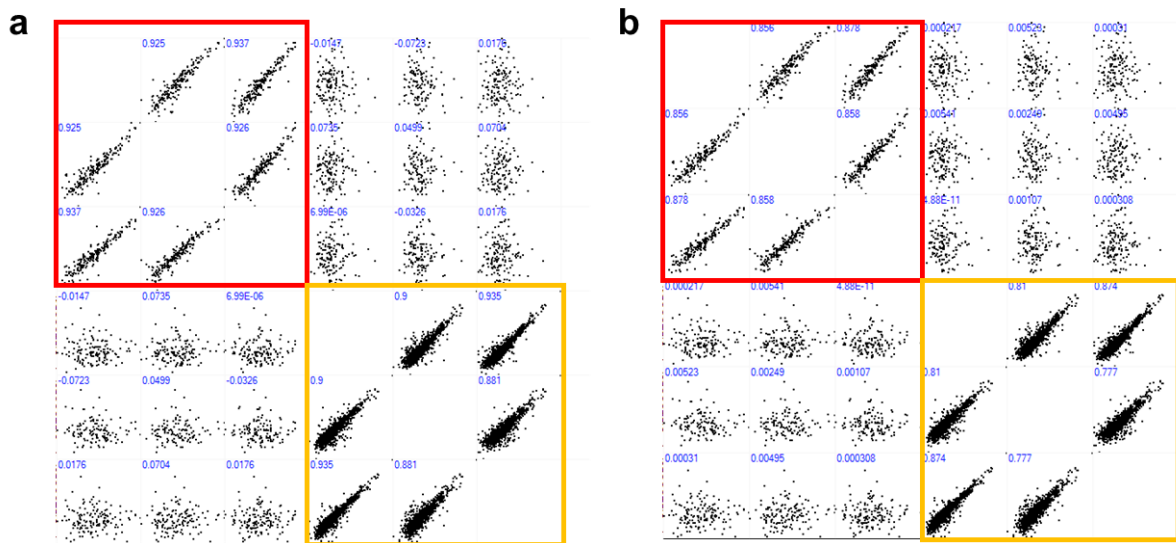 a
0.925 0.937 -0.0147 -0.0723 0.0176
0.925 0.926 0.0735 0.0499 0.0704
0.937 0.926 6.99E-06 -0.0326 0.0176
-0.0147 0.0735 6.99E-06 0.9 0.935
-0.0723 0.0499 -0.0326 0.9 0.881
0.0176 0.0704 0.0176 0.935 0.881
b
0.856 0.878 0.000217 0.00523 0.00031
0.856 0.858 0.00541 0.00249 0.00495
0.878 0.858 4.88E-11 0.00107 0.000308
0.000217 0.00541 4.88E-11 0.81 0.874
0.00523 0.00249 0.00107 0.81 0.777
0.00031 0.00495 0.000308 0.874 0.777